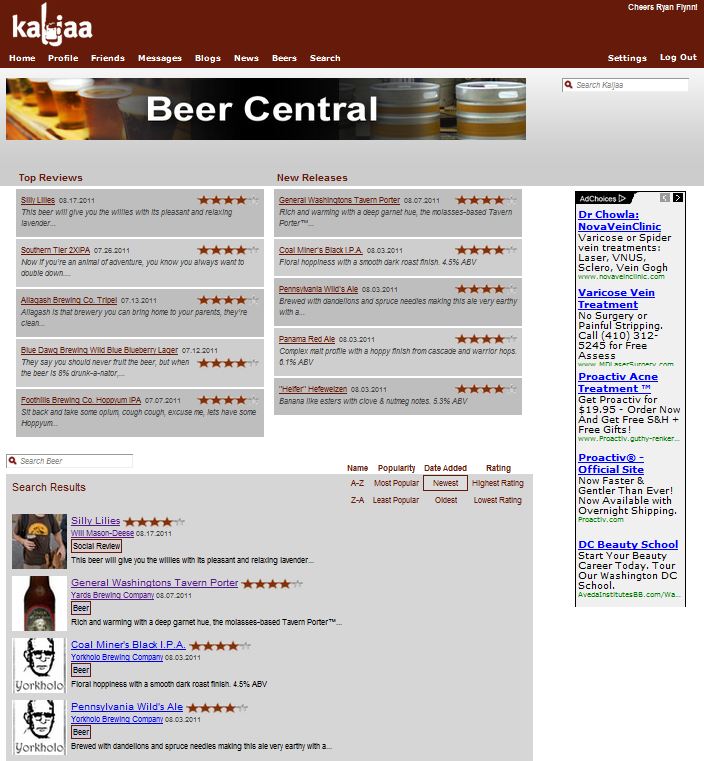 kaljaa
Cheers Ryan Flynn!
Home Profile Friends Messages Blogs News Beers Search Settings Log Out
Beer Central
Search Kaljaa
Top Reviews
Silly Lilies 08.17.2011
This beer will give you the willies with its pleasant and relaxing
lavender...
Southern Tier 2XIPA 07.26.2011
Now if you're an animal of adventure, you know you always want to
double down....
Allagash Brewing Co. Tripel 07.13.2011
Allagash is that brewery you can bring home to your parents, they're
clean...
Blue Dawg Brewing Wild Blue Blueberry Lager 07.12.2011
They say you should never fruit the beer, but when
the beer is 8% drunk-a-nator,...
Foothills Brewing Co. Hoppyum IPA 07.07.2011
Sit back and take some opium, cough cough, excuse me, lets have some
Hoppyum...
New Releases
General Washingtons Tavern Porter 08.07.2011
Rich and warming with a deep garnet hue, the molasses-based Tavern
Porter™...
Coal Miner's Black I.P.A. 08.03.2011
Floral hoppiness with a smooth dark roast finish. 4.5% ABV
Pennsylvania Wild's Ale 08.03.2011
Brewed with dandelions and spruce needles making this ale very earthy
with a...
Panama Red Ale 08.03.2011
Complex malt profile with a hoppy finish from cascade and warrior hops.
6.1% ABV
"Heifer" Hefeweizen 08.03.2011
Banana like esters with clove & nutmeg notes. 5.3% ABV
AdChoices
Dr Chowla:
NovaVeinClinic
Varicose or Spider
vein treatments:
Laser, VNUS,
Sclero, Vein Gogh
www.novaveinclinic.com
Varicose Vein
Treatment
No Surgery or
Painful Stripping.
Call (410) 312-
5245 for Free
Assess
www.MDLaserSurgery.com
Proactiv Acne
Treatment ™
Get Proactiv for
$19.95 - Order Now
And Get Free S&H +
Free Gifts!
www.Proactiv.guthy-renker...
Proactiv® -
Official Site
Now Faster &
Gentler Than Ever!
Now Available with
Overnight Shipping.
Proactiv.com
DC Beauty School
Start Your Beauty
Career Today. Tour
Our Washington DC
School.
AvedaInstitutesBB.com/Wa...
Search Beer
Name Popularity Date Added Rating
A-Z Most Popular Newest Highest Rating
Z-A Least Popular Oldest Lowest Rating
Search Results
Silly Lilies
Will Mason-Deese 08.17.2011
Social Review
This beer will give you the willies with its pleasant and relaxing lavender...
General Washingtons Tavern Porter
Yards Brewing Company 08.07.2011
Beer
Rich and warming with a deep garnet hue, the molasses-based Tavern Porter™...
Yorkholo
Coal Miner's Black I.P.A.
Yorkholo Brewing Company 08.03.2011
Beer
Floral hoppiness with a smooth dark roast finish. 4.5% ABV
Yorkholo
Pennsylvania Wild's Ale
Yorkholo Brewing Company 08.03.2011
Beer
Brewed with dandelions and spruce needles making this ale very earthy with a...